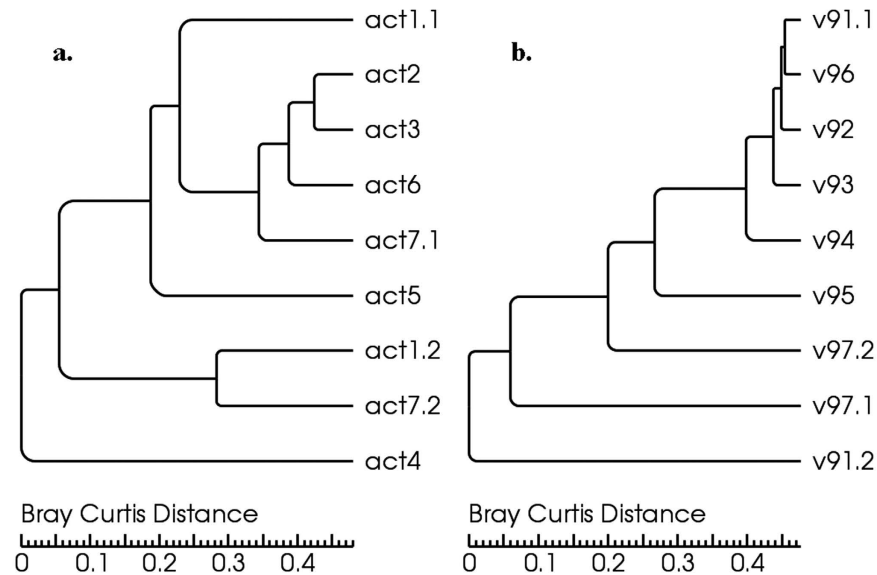 a.
act1.1
act2
act3
act6
act7.1
act5
act1.2
act7.2
act4
Bray Curtis Distance
0 0.1 0.2 0.3 0.4
b.
v91.1
v96
v92
v93
v94
v95
v97.2
v97.1
v91.2
Bray Curtis Distance
0 0.1 0.2 0.3 0.4